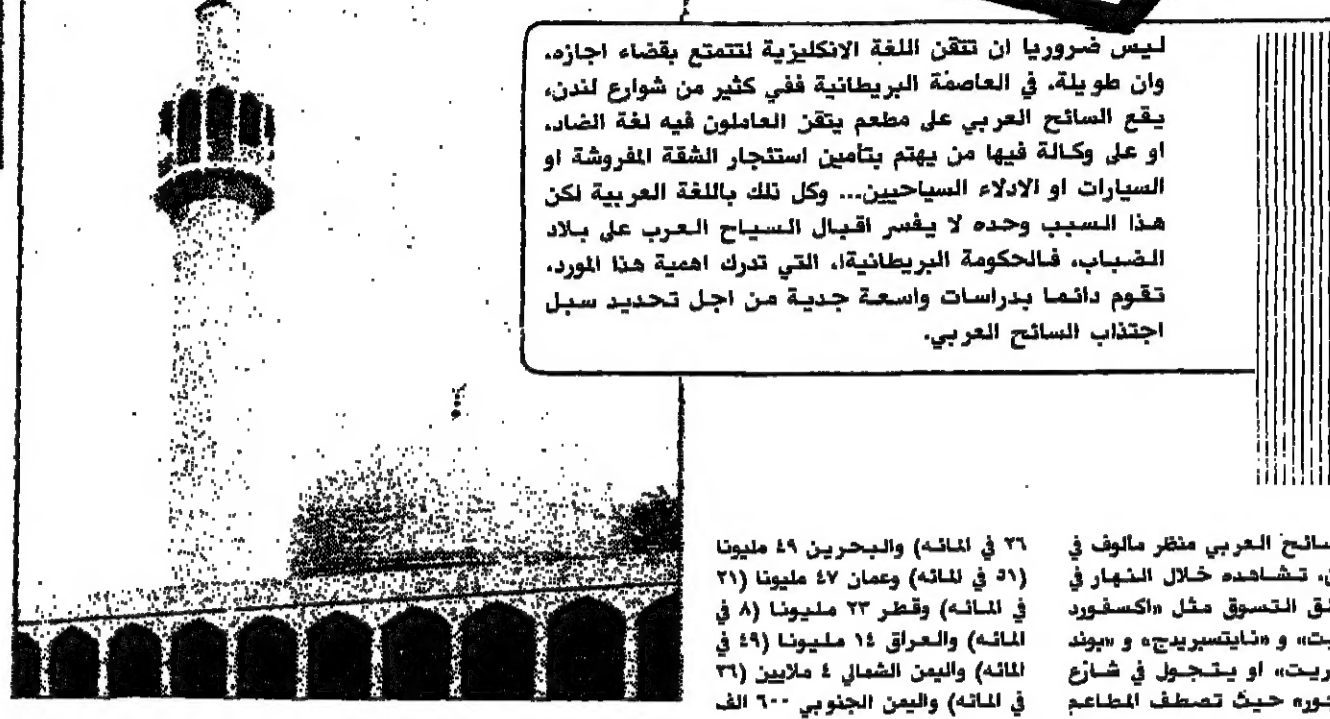 ليس ضروريا ان تتقن اللغة الانكليزية لتتمتع بقضاء اجازه،
وان طويلة، في العاصمة البريطانية ففي كثير من شوارع لندن،
يقع السائح العربي على مطعم يتقن العاملون فيه لغة الضاد،
او على وكالة فيها من يهتم بتأمين استئجار الشقة المفروشة او
السيارات او الادلاء السياحيين... وكل ذلك باللغة العربية لكن
هذا السبب وحده لا يفسر اقبال السياح العرب على بلاد
الضباب، فالحكومة البريطانية، التي تدرك اهمية هذا المورد،
تقوم دائما بدراسات واسعة جدية من اجل تحديد سبل
اجتذاب السائح العربي.
سائح العربي منظر مألوف في
تشاهده خلال النهار في
التسوق مثل «اكسفورد
و «نايتسبريدج» و «بوند
او يتجول في شارع
حيث تصطف المطاعم
٢٦ في المائه) والبحرين ٤٩ مليونا
(٥١ في المائه) وعمان ٤٧ مليونا (٢١
في المائه) وقطر ٢٣ مليونا (٨ في
المائه) والعراق ١٤ مليونا (٤٩ في
المائه) واليمن الشمالي ٤ ملايين (٣٦
في المائه) واليمن الجنوبي ٦٠٠ الف